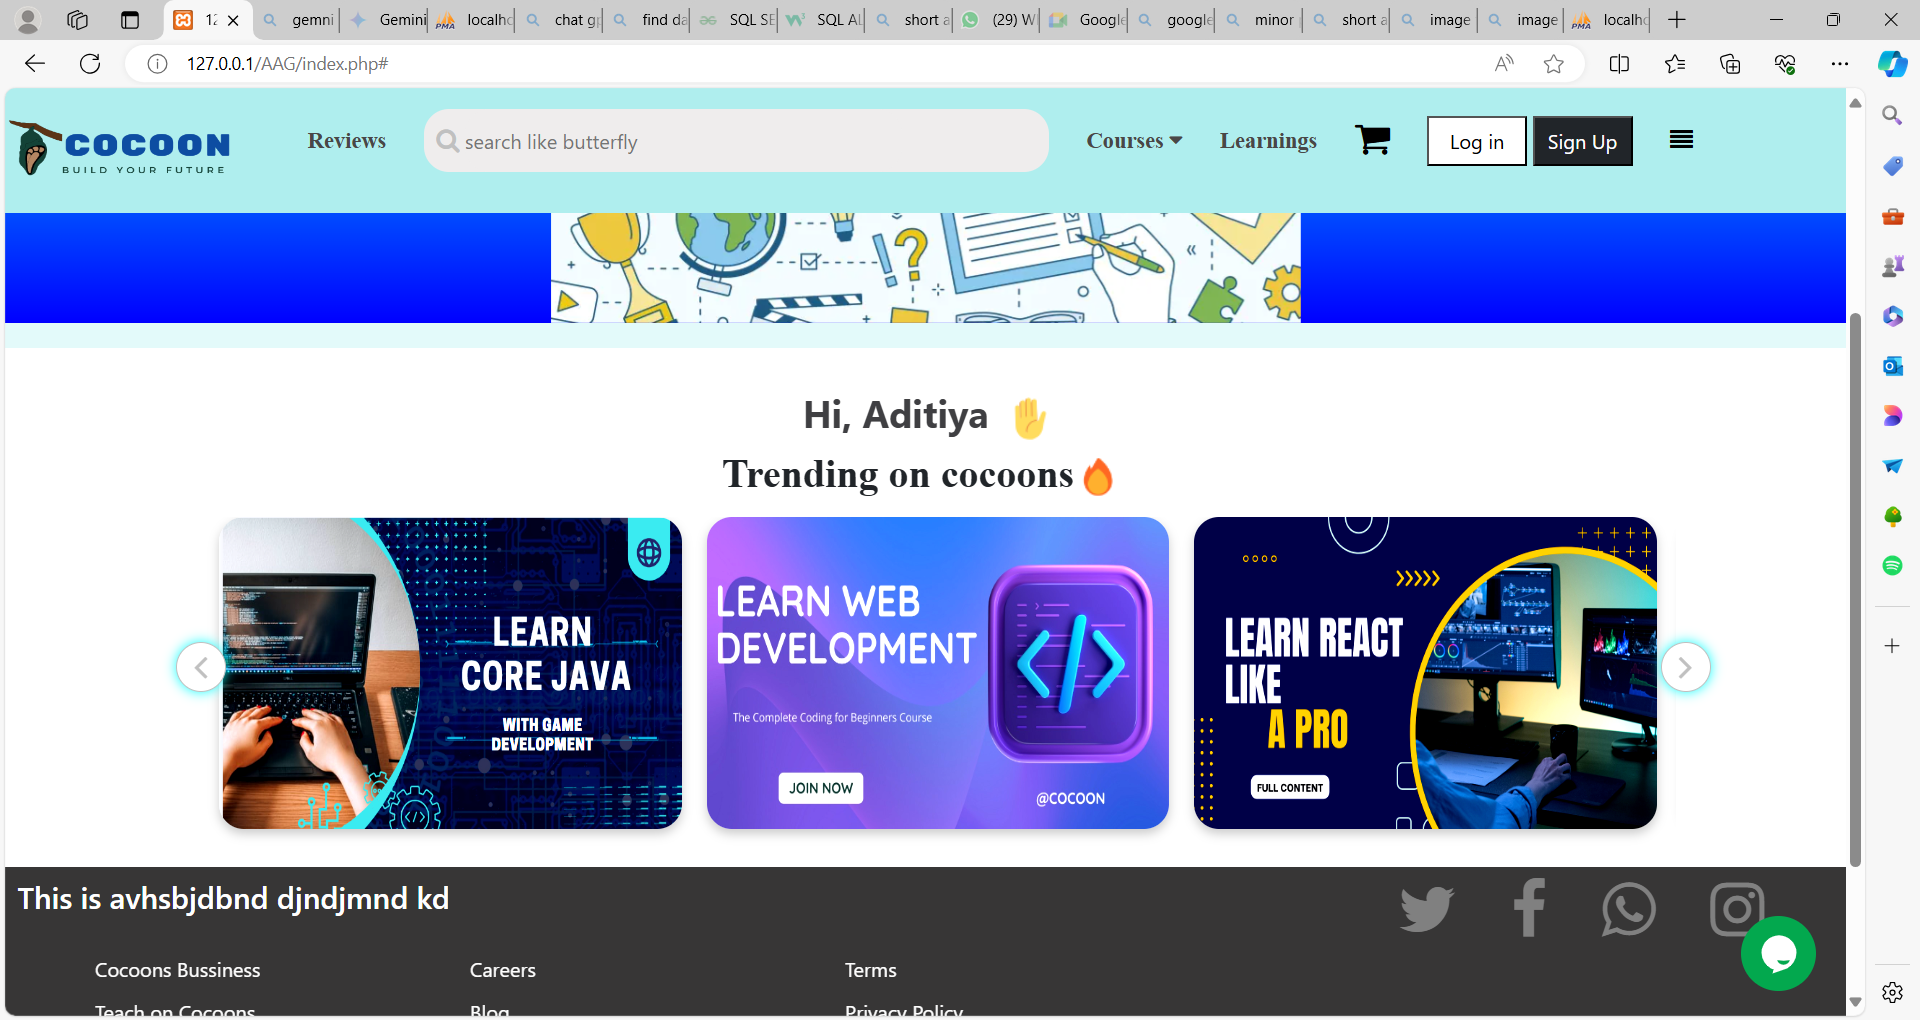 12
gemni
Gemini
localho
chat g
find da
SQL SE
SQL AL
short a
(29) W
Google
google
minor
short a
image
image
localho
127.0.0.1/AAG/index.php#
COCOON
BUILD YOUR FUTURE
Reviews
search like butterfly
Courses
Learnings
Log in
Sign Up
Hi, Aditiya
Trending on cocoons
LEARN
CORE JAVA
WITH GAME
DEVELOPMENT
LEARN WEB
DEVELOPMENT
The Complete Coding for Beginners Course
JOIN NOW
@COCOON
LEARN REACT
LIKE
A PRO
FULL CONTENT
This is avhsbjdbnd djndjmnd kd
Cocoons Bussiness
Careers
Terms
Teach on Cocoons
Blog
Privacy Policy